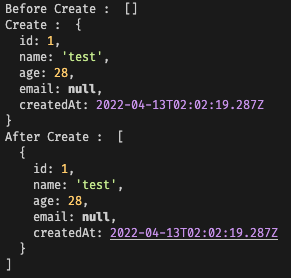 Before Create :  []
Create :  {
  id: 1,
  name: 'test',
  age: 28,
  email: null,
  createdAt: 2022-04-13T02:02:19.287Z
}
After Create :  [
  {
    id: 1,
    name: 'test',
    age: 28,
    email: null,
    createdAt: 2022-04-13T02:02:19.287Z
  }
]